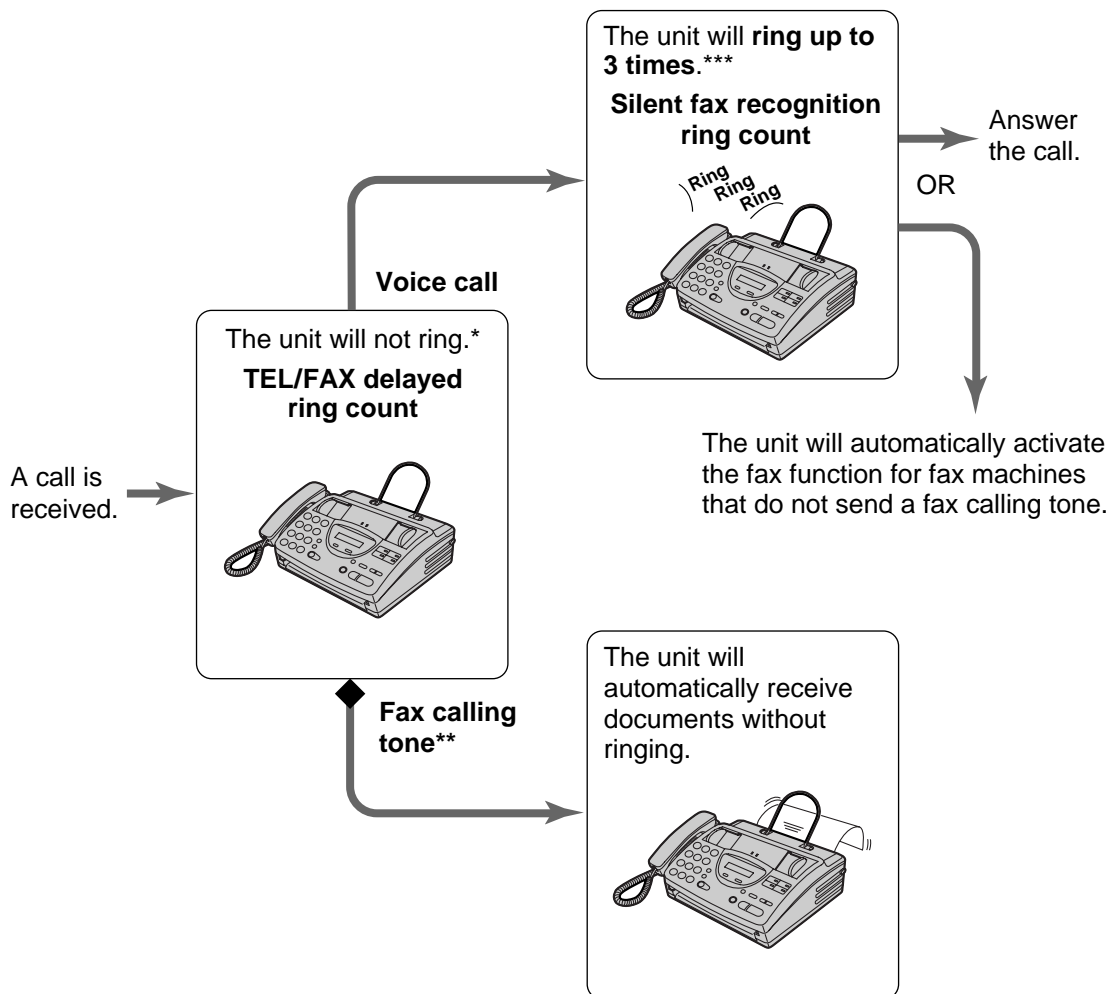 The unit will ring up to
3 times.***
Silent fax recognition
ring count
Ring
Ring
Ring
Answer
the call.
OR
Voice call
The unit will not ring.*
TEL/FAX delayed
ring count
A call is
received.
The unit will automatically activate
the fax function for fax machines
that do not send a fax calling tone.
Fax calling
tone**
The unit will
automatically receive
documents without
ringing.